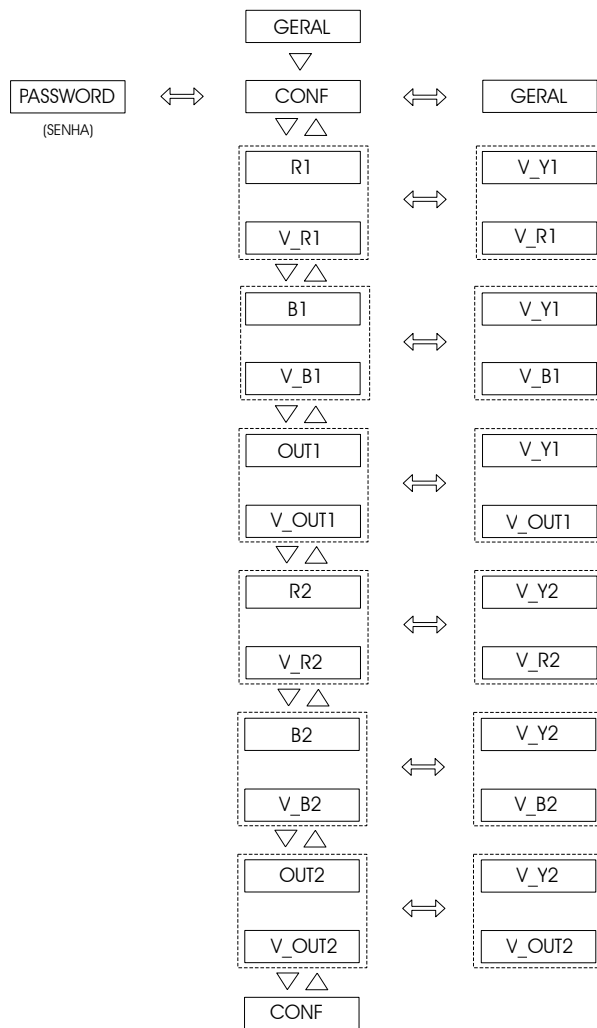 GERAL
PASSWORD
CONF
GERAL
(SENHA)
R1
V_Y1
V_R1
V_R1
B1
V_Y1
V_B1
V_B1
OUT1
V_Y1
V_OUT1
V_OUT1
R2
V_Y2
V_R2
V_R2
B2
V_Y2
V_B2
V_B2
OUT2
V_Y2
V_OUT2
V_OUT2
CONF